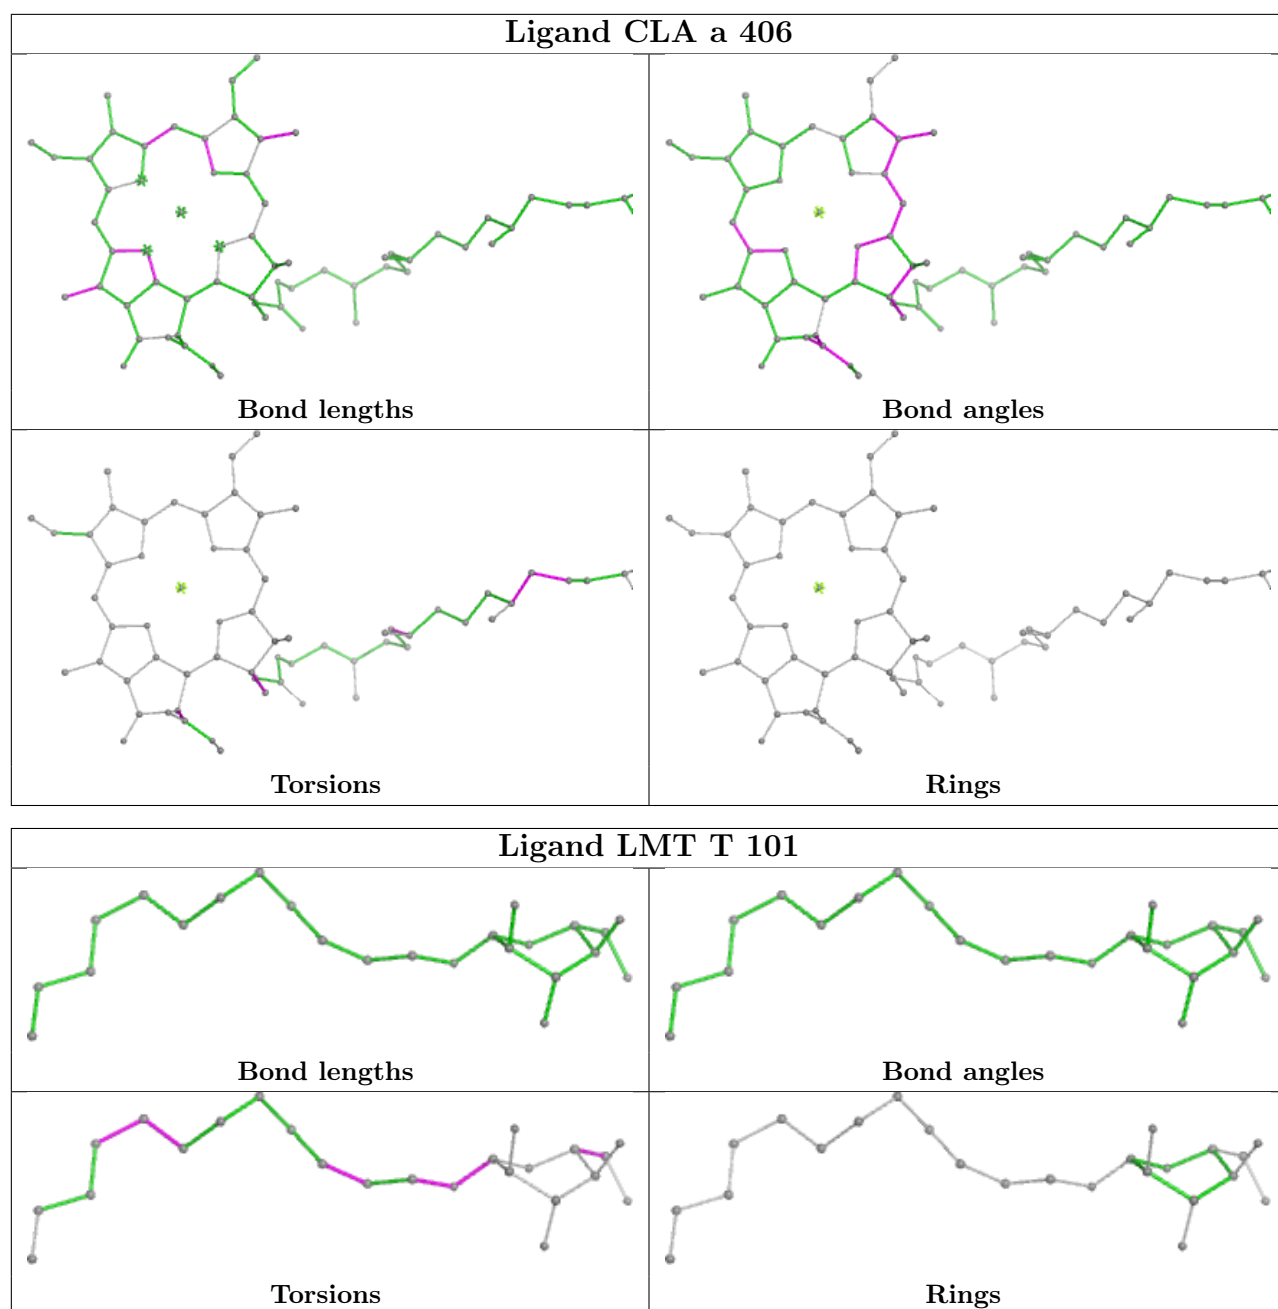 Ligand CLA a 406
Bond lengths
Bond angles
Torsions
Rings
Ligand LMT T 101
Bond lengths
Bond angles
Torsions
Rings